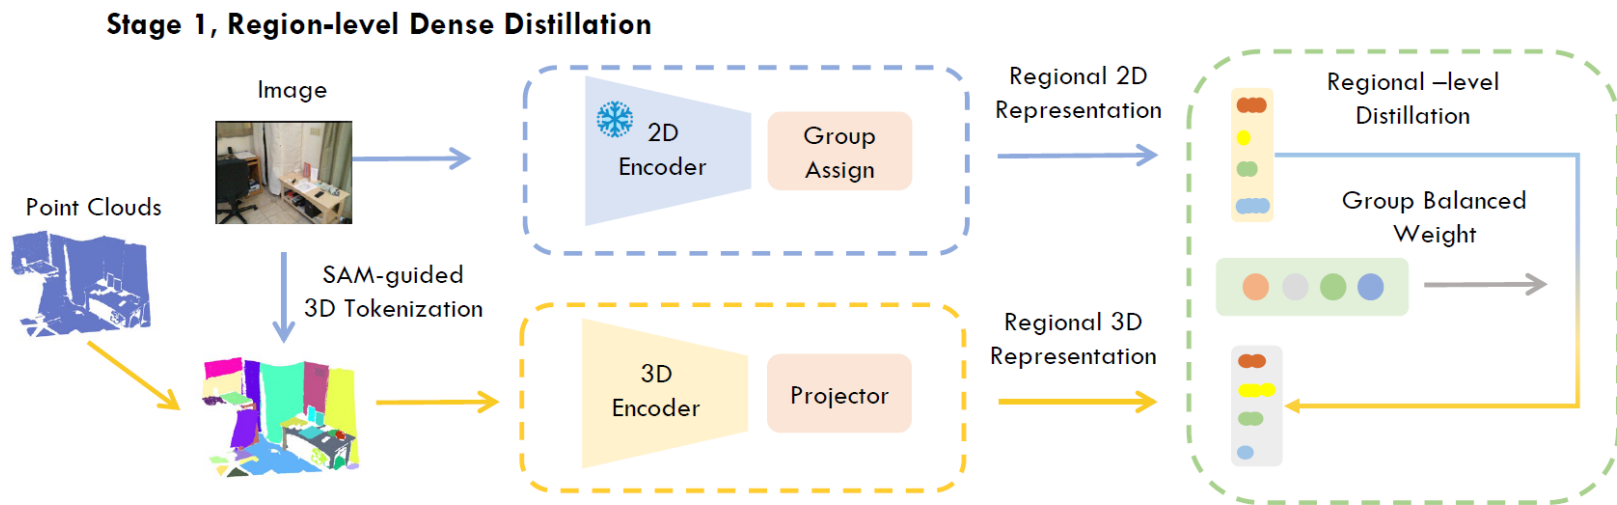 Stage 1, Region-level Dense Distillation
Image
Point Clouds
SAM-guided
3D Tokenization
2D
Encoder
Group
Assign
3D
Encoder
Projector
Regional 2D
Representation
Regional 3D
Representation
Regional –level
Distillation
Group Balanced
Weight